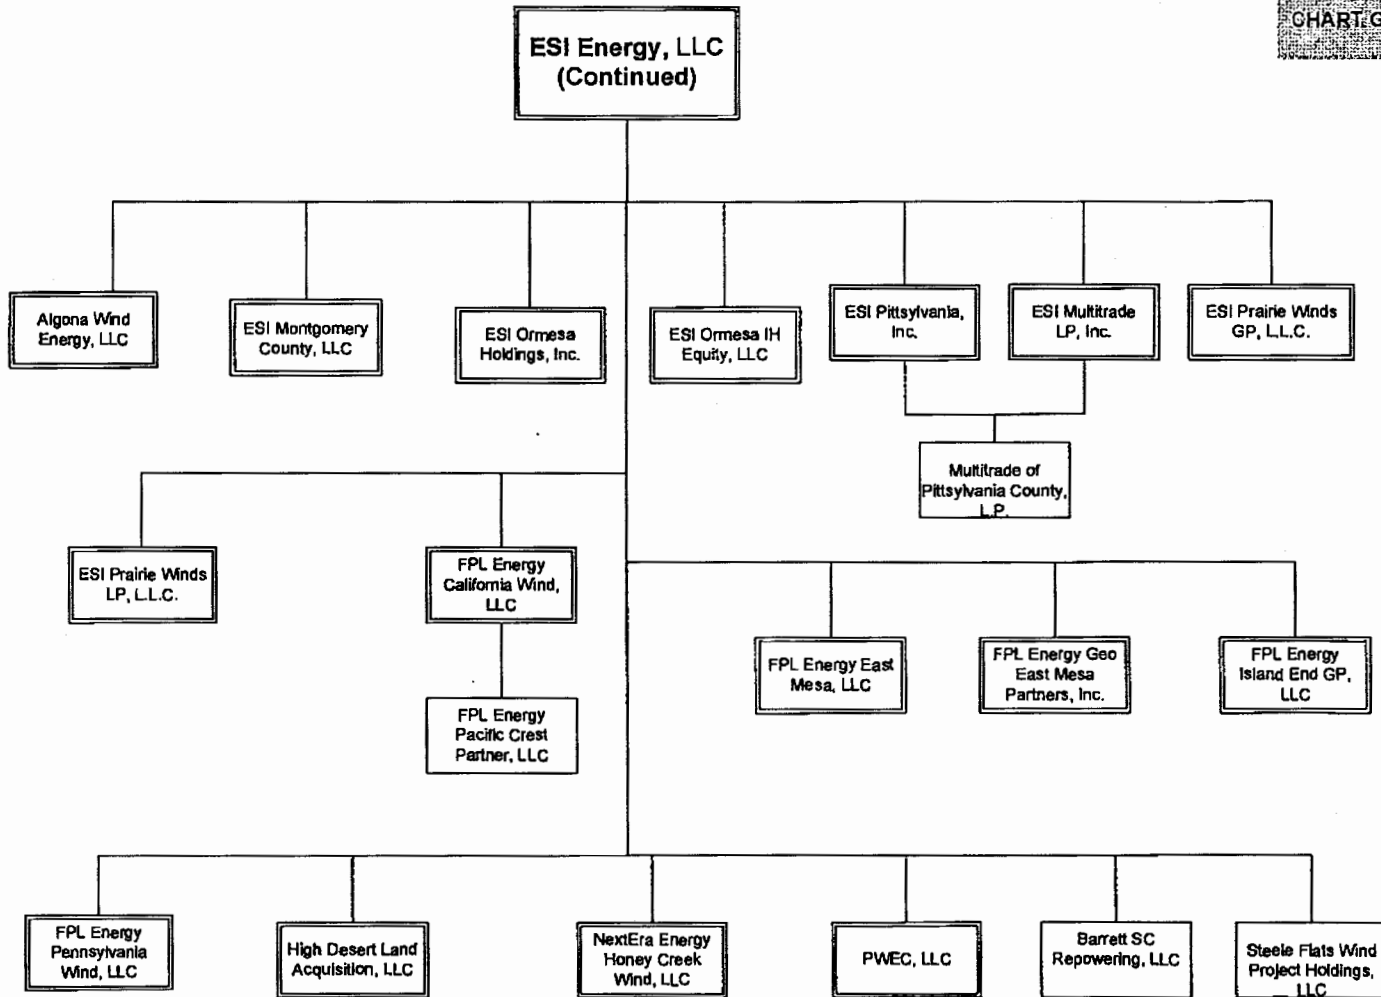 CHART G
ESI Energy, LLC
(Continued)
Algona Wind
Energy, LLC
ESI Montgomery
County, LLC
ESI Ormesa
Holdings, Inc.
ESI Ormesa IH
Equity, LLC
ESI Pittsylvania,
Inc.
ESI Multitrade
LP, Inc.
ESI Prairie Winds
GP, L.L.C.
Multitrade of
Pittsylvania County,
L.P.
ESI Prairie Winds
LP, L.L.C.
FPL Energy
California Wind,
LLC
FPL Energy
Pacific Crest
Partner, LLC
FPL Energy East
Mesa, LLC
FPL Energy Geo
East Mesa
Partners, Inc.
FPL Energy
Island End GP,
LLC
FPL Energy
Pennsylvania
Wind, LLC
High Desert Land
Acquisition, LLC
NextEra Energy
Honey Creek
Wind, LLC
PWEC, LLC
Barrett SC
Repowering, LLC
Steele Flats Wind
Project Holdings,
LLC